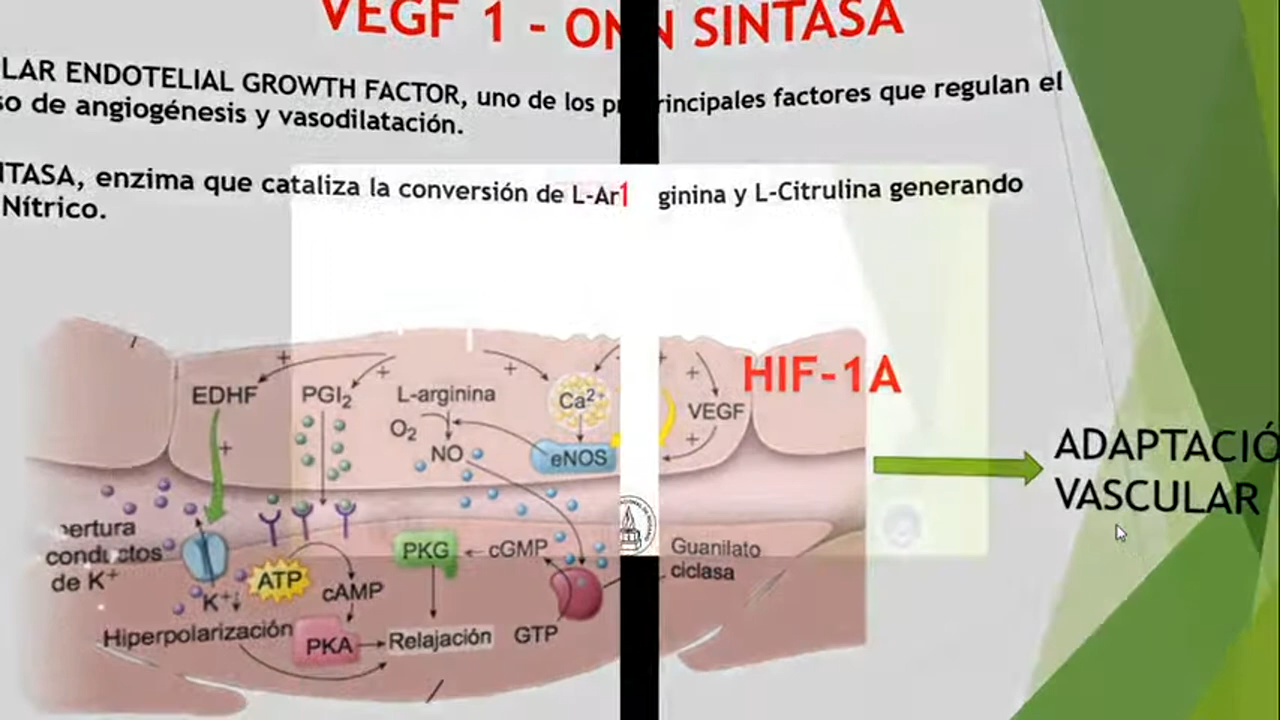 VEGF 1 - ON N SINTASA
LAR ENDOTELIAL GROWTH FACTOR, uno de los pr rincipales factores que regulan el
so de angiogénesis y vasodilatación.
NTASA, enzima que cataliza la conversión de L-Ar1 ginina y L-Citrulina generando
Nítrico.
HIF-1A
EDHF
PGI2
L-arginina
Ca2+
VEGF
O2
NO
eNOS
ADAPTACIÓ
VASCULAR
pertura
conductos
de K+
K+
ATP
cAMP
PKG
cGMP
Guanilato
ciclasa
Hiperpolarización
PKA
Relajación
GTP